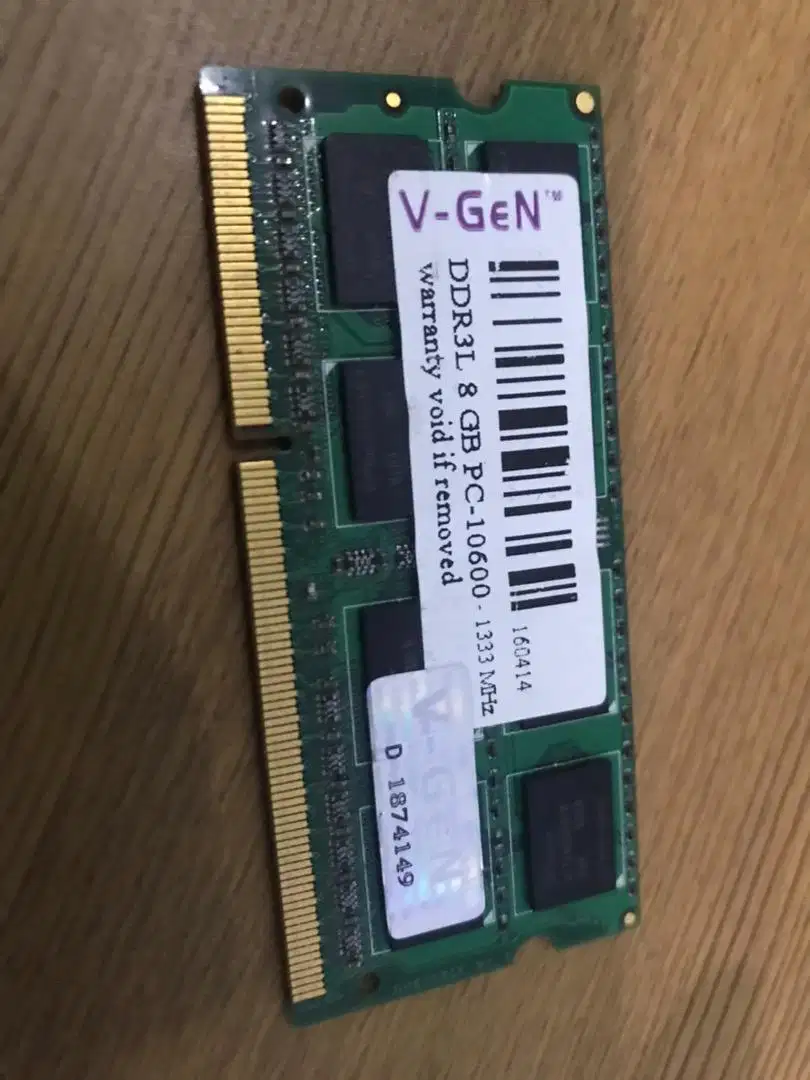 V-GeN™
160414
DDR3L 8 GB PC-10600 - 1333 MHz
warranty void if removed
V-GeN
D 1874149